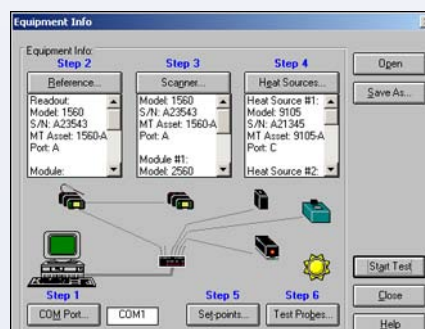 Equipment Info
Equipment Info:
Step 2
Step 3
Step 4
Reference...
Scanner...
Heat Sources...
Readout:
Model: 1560
S/N: A23543
MT Asset: 1560-A
Port: A
Module:
Model: 1560
S/N: A23543
MT Asset: 1560-A
Port: A
Module #1:
Model: 2560
Heat Source #1:
Model: 9105
S/N: A21345
MT Asset: 9105-A
Port: C
Heat Source #2:
Open
Save As...
Step 1
Step 5
Step 6
COM Port...
COM1
Set-points...
Test Probes...
Start Test
Close
Help